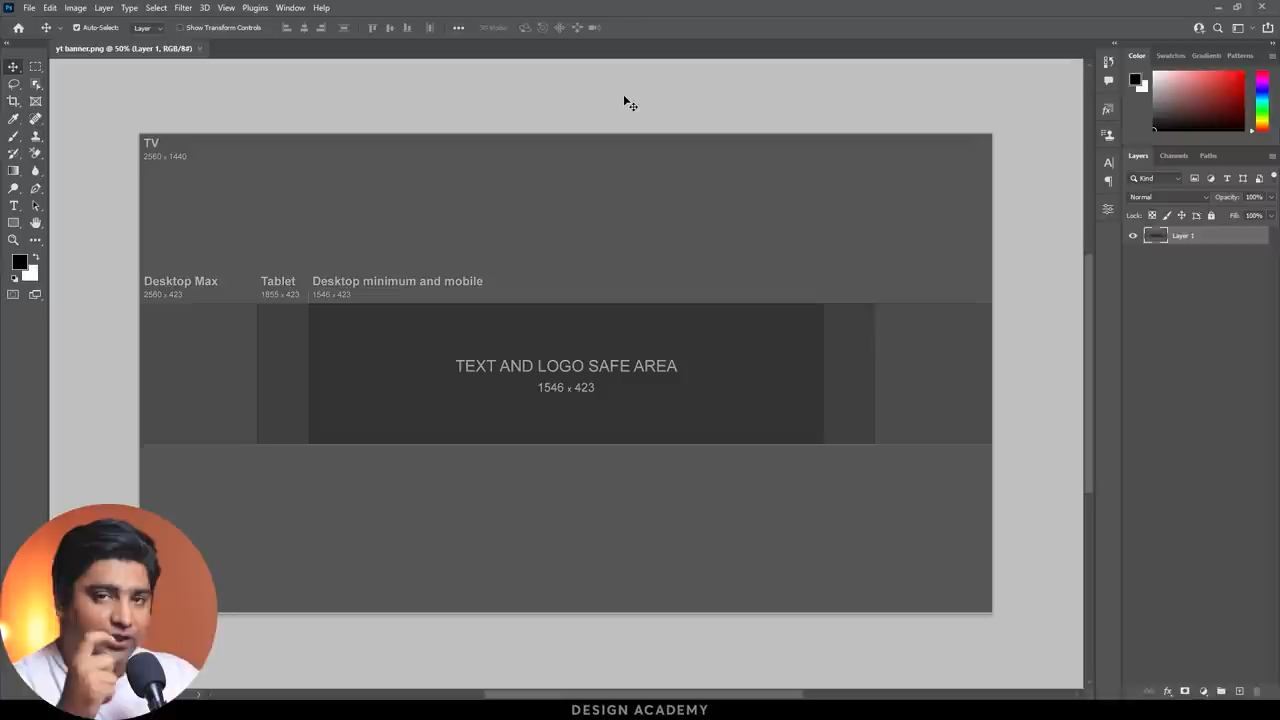 Ps File Edit Image Layer Type Select Filter 3D View Plugins Window Help
Auto-Select: Layer Show Transform Controls 3D Mode:
yt banner.png @ 50% (Layer 1, RGB/8#)
Color Swatches Gradients Patterns
TV
2560 x 1440
Layers Channels Paths
Kind
Normal Opacity: 100%
Lock: Fill: 100%
Layer 1
Desktop Max Tablet Desktop minimum and mobile
2560 x 423 1855 x 423 1546 x 423
TEXT AND LOGO SAFE AREA
1546 x 423
DESIGN ACADEMY